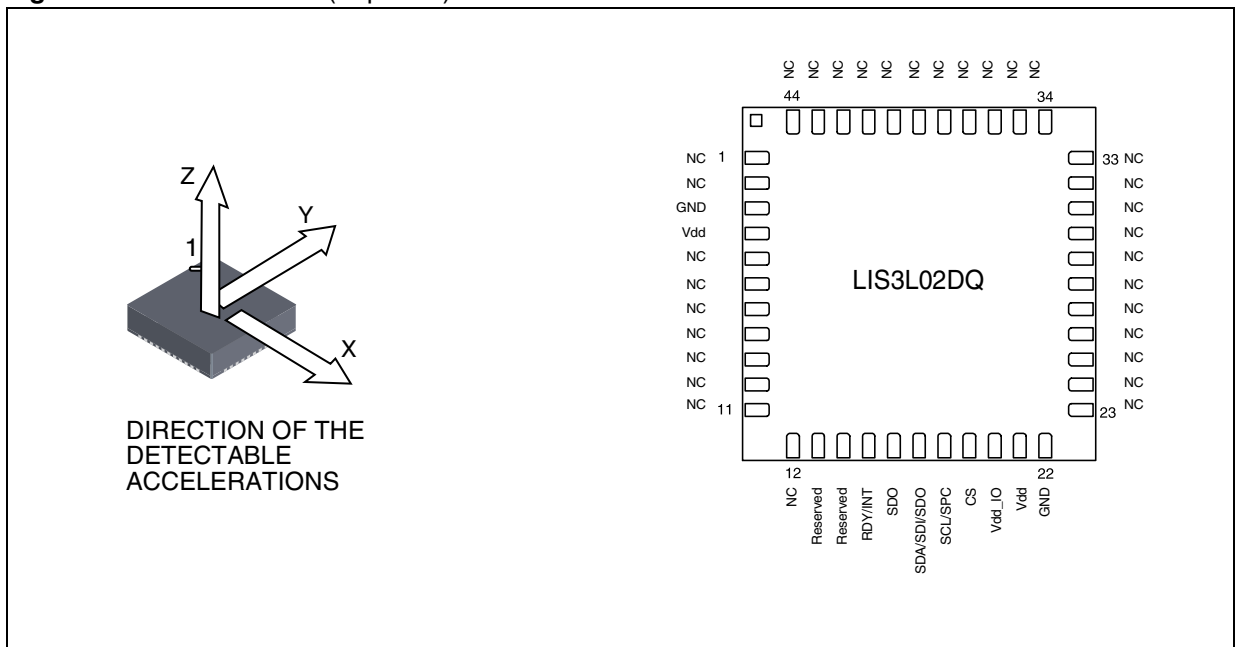 Z
Y
1
X
DIRECTION OF THE
DETECTABLE
ACCELERATIONS
NC NC NC NC NC NC NC NC NC NC NC
44 34
NC 1
NC
GND
Vdd
NC
NC
NC
NC
NC
NC
NC 11
LIS3L02DQ
33 NC
NC
NC
NC
NC
NC
NC
NC
NC
NC
23 NC
12 22
NC
Reserved
Reserved
RDY/INT
SDO
SDA/SDI/SDO
SCL/SPC
CS
Vdd_IO
Vdd
GND